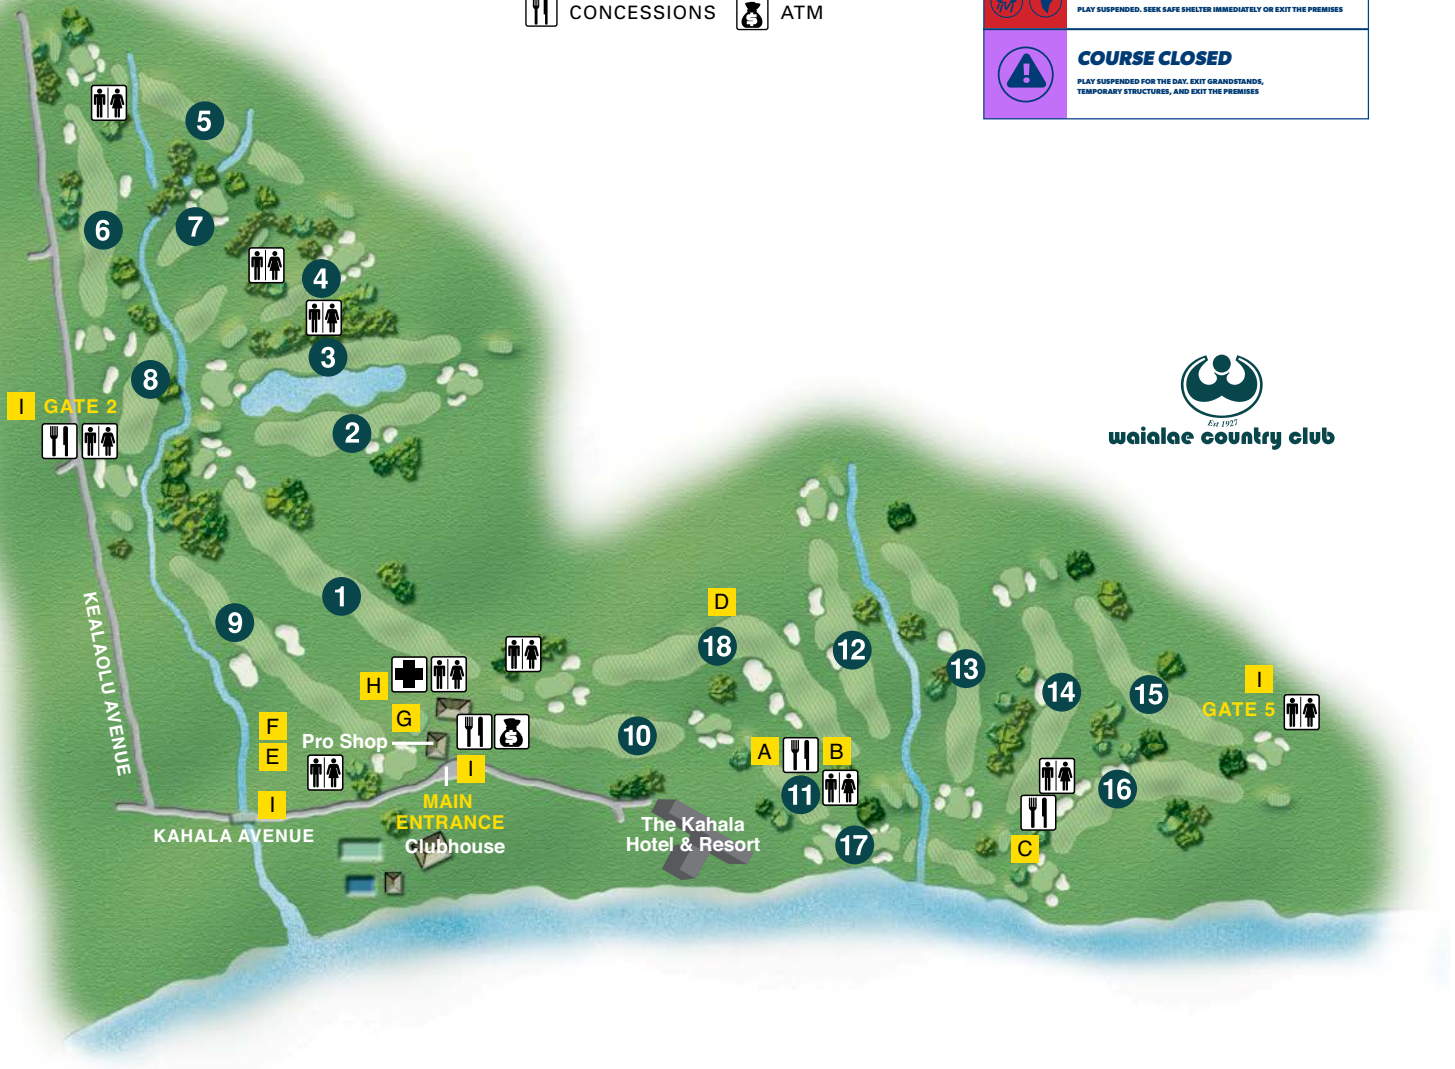 CONCESSIONS
ATM
PLAY SUSPENDED. SEEK SAFE SHELTER IMMEDIATELY OR EXIT THE PREMISES
COURSE CLOSED
PLAY SUSPENDED FOR THE DAY. EXIT GRANDSTANDS,
TEMPORARY STRUCTURES, AND EXIT THE PREMISES
5
6
7
4
3
8
I GATE 2
2
Est 1927
waialae country club
KEALAOLU AVENUE
1
9
D
18
12
13
14
15
I
GATE 5
H
G
F
E
Pro Shop
I
10
A
B
11
16
C
17
I
MAIN
ENTRANCE
KAHALA AVENUE
Clubhouse
The Kahala
Hotel & Resort